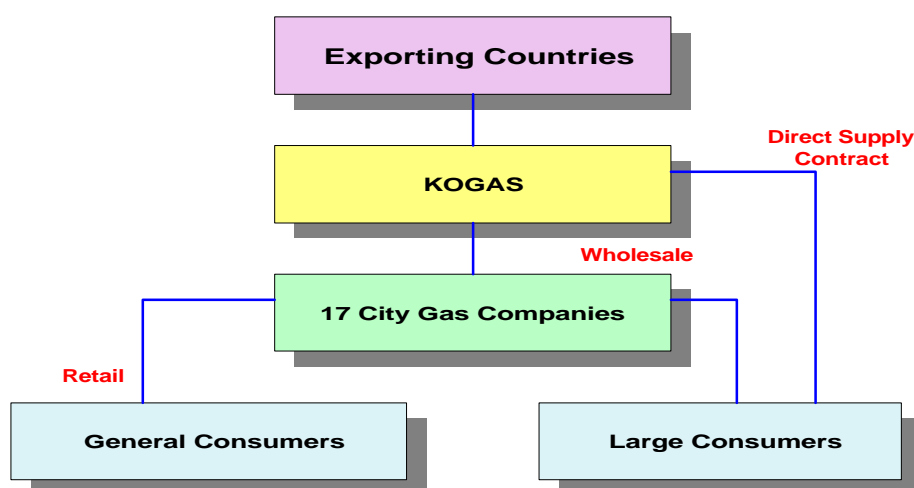 Exporting Countries
Direct Supply
Contract
KOGAS
Wholesale
17 City Gas Companies
Retail
General Consumers
Large Consumers